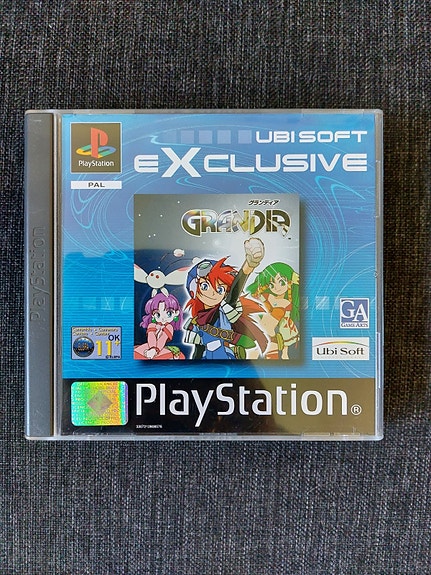 PlayStation
PAL
UBI SOFT
eXCLUSIVE
グランディア
GRANDIA
PlayStation
OK
11+
GA
GAME ARTS
Ubi Soft
PlayStation®